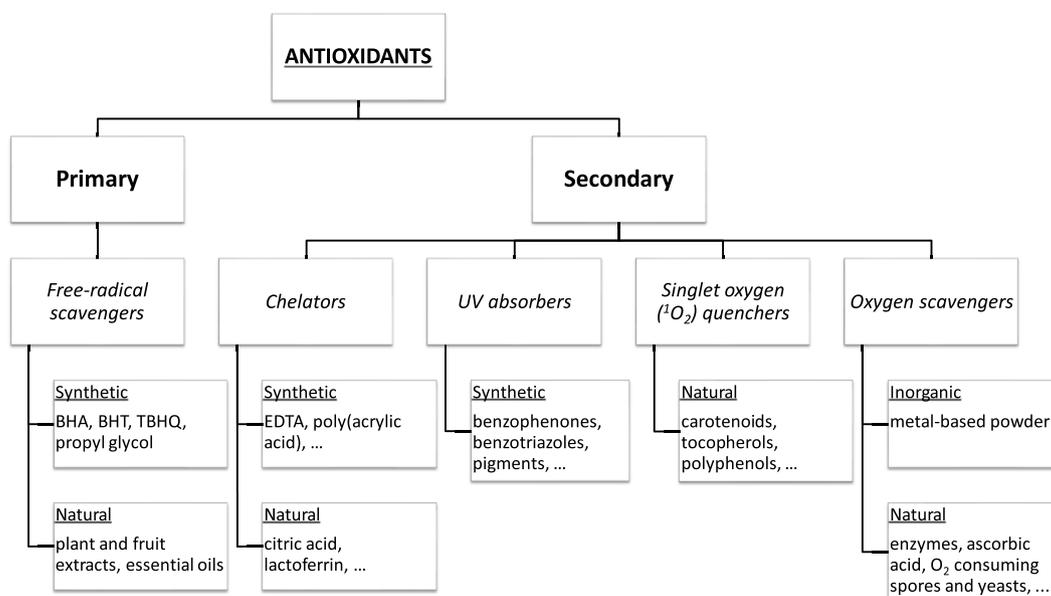 ANTIOXIDANTS
Primary
Secondary
Free-radical
scavengers
Chelators
UV absorbers
Singlet oxygen
(¹O₂) quenchers
Oxygen scavengers
Synthetic
BHA, BHT, TBHQ,
propyl glycol
Synthetic
EDTA, poly(acrylic
acid), ...
Synthetic
benzophenones,
benzotriazoles,
pigments, ...
Natural
carotenoids,
tocopherols,
polyphenols, ...
Inorganic
metal-based powder
Natural
plant and fruit
extracts, essential oils
Natural
citric acid,
lactoferrin, ...
Natural
enzymes, ascorbic
acid, O₂ consuming
spores and yeasts, ...